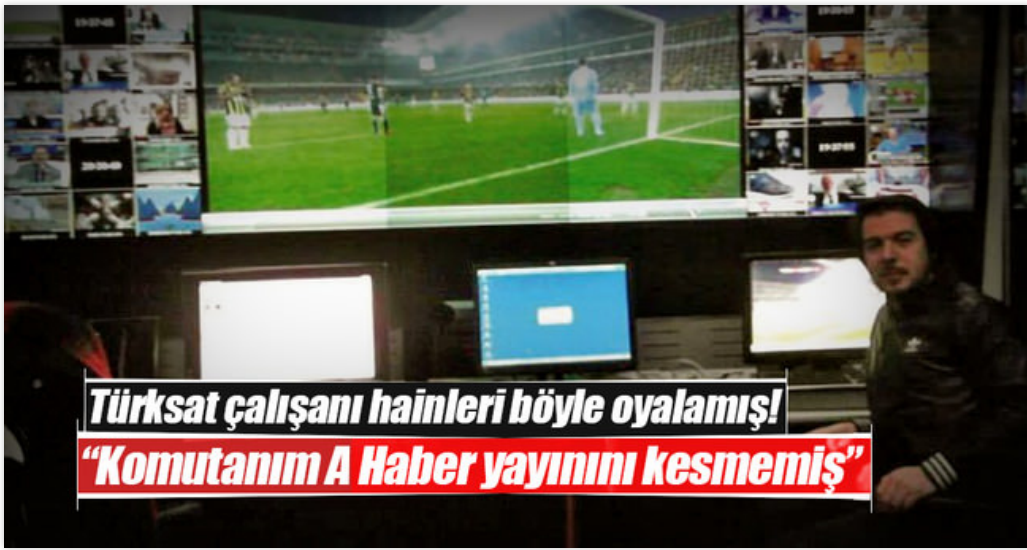 Türksat çalışanı hainleri böyle oyalamış!
“Komutanım A Haber yayınını kesmemiş”